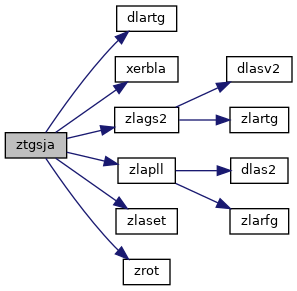 dlartg
xerbla
dlasv2
zlags2
zlartg
ztgsja
zlapll
dlas2
zlaset
zlarfg
zrot